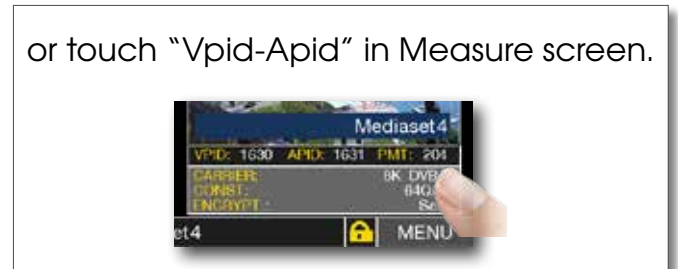 or touch “Vpid-Apid” in Measure screen.
Mediaset4
VPID: 1630 APID: 1631 PMT: 204
CARRIER: 8K DVB
CONST.: 64Q
ENCRYPT.:
et4 MENU